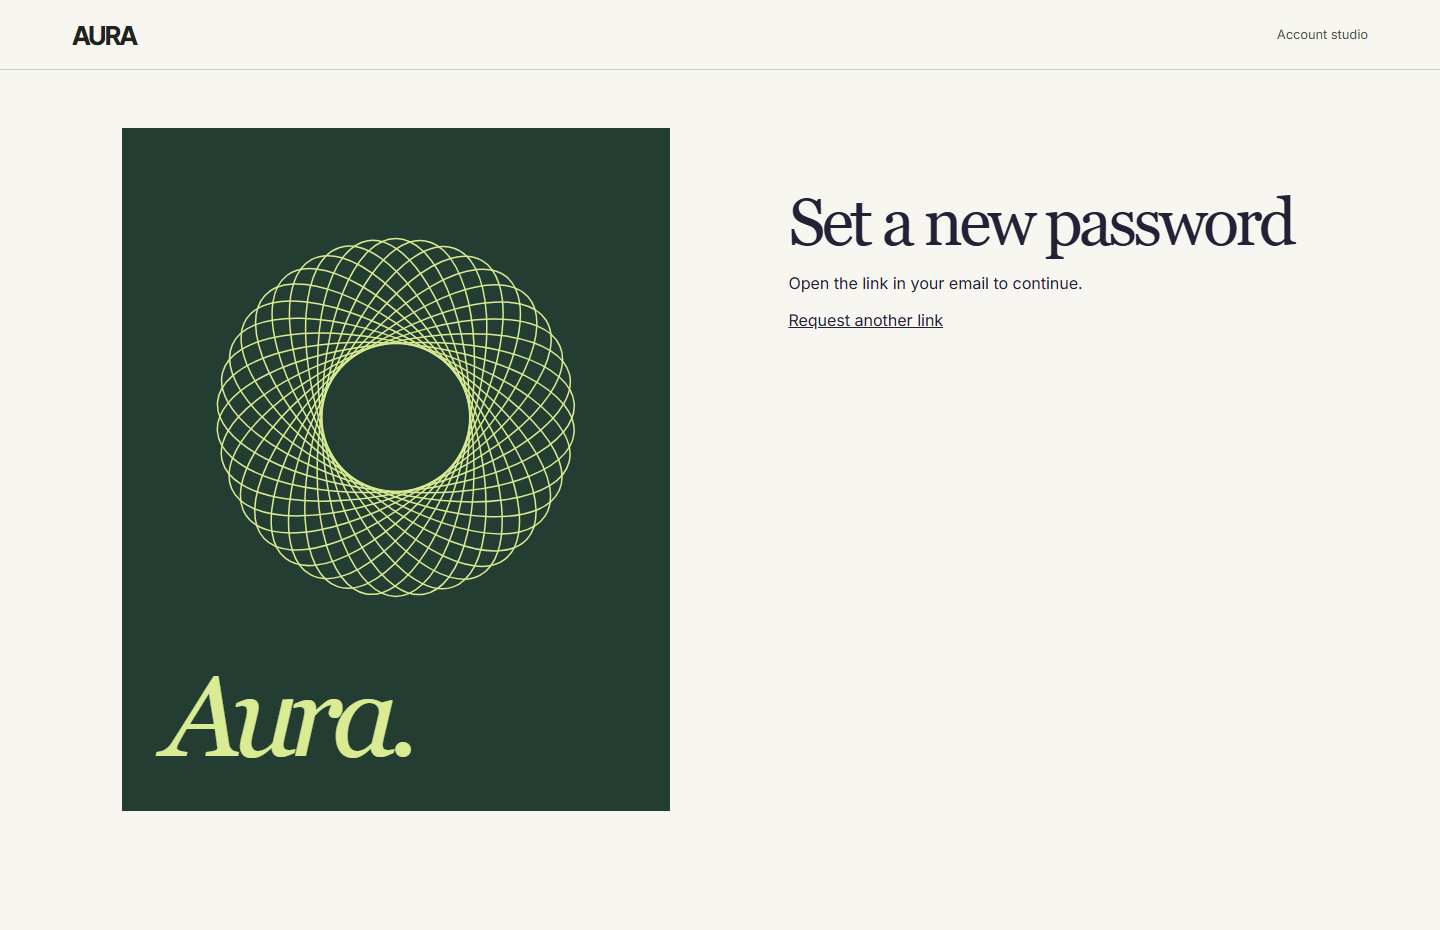 AURA
Account studio
Set a new password
Open the link in your email to continue.
Request another link
Aura.